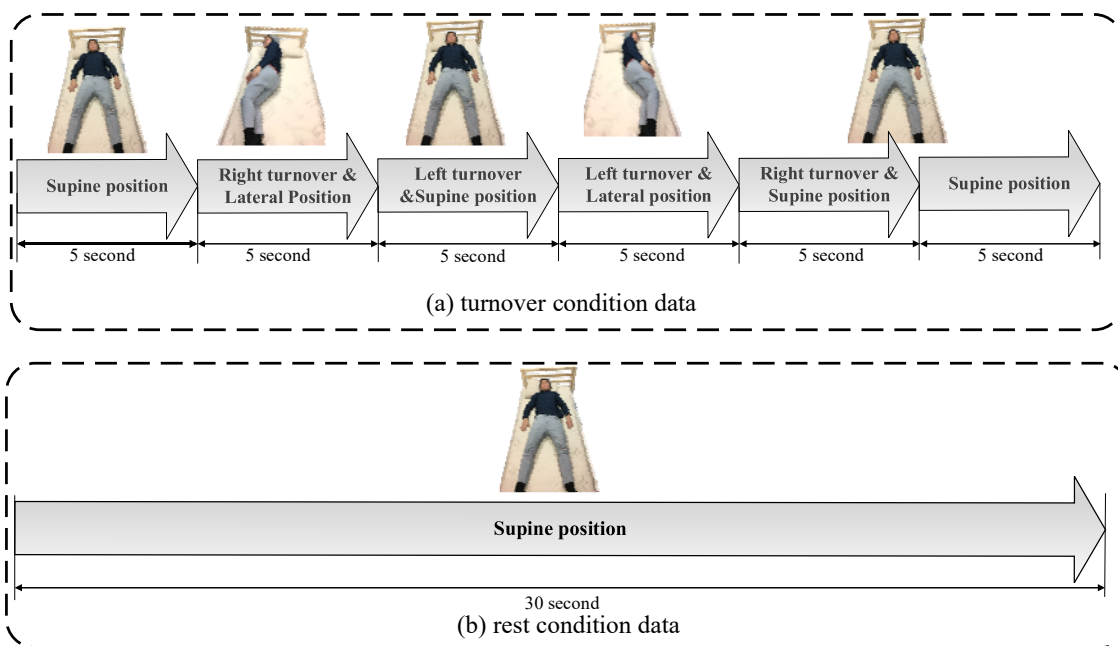 Supine position
Right turnover &
Lateral Position
Left turnover
&Supine position
Left turnover &
Lateral position
Right turnover &
Supine position
Supine position
5 second
5 second
5 second
5 second
5 second
5 second
(a) turnover condition data
Supine position
30 second
(b) rest condition data